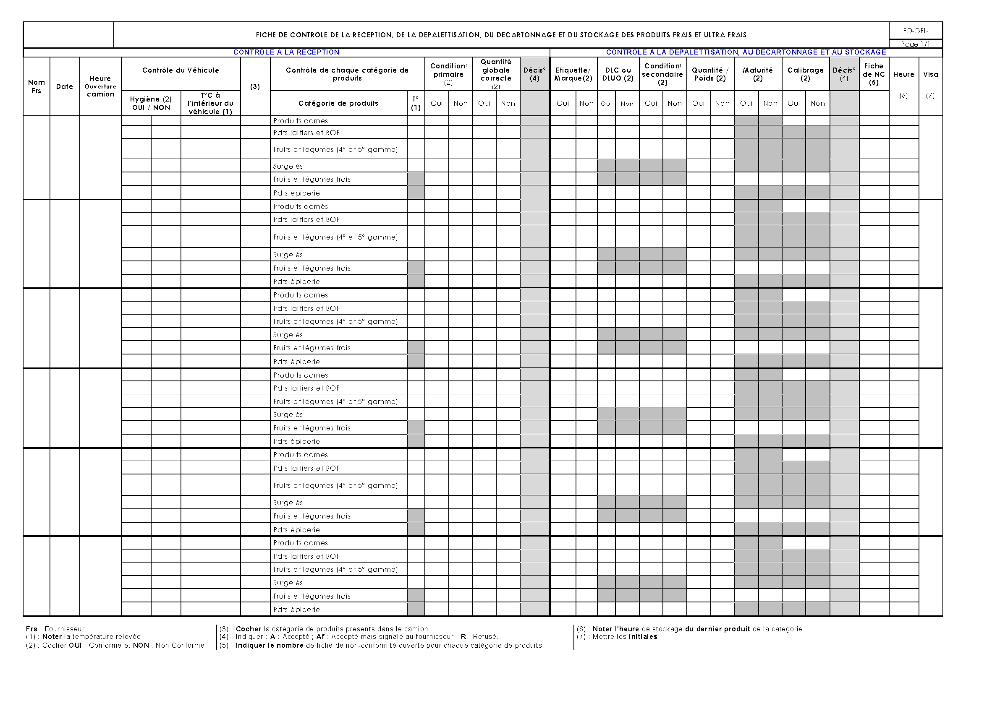 FICHE DE CONTROLE DE LA RECEPTION, DE LA DEPALETTISATION, DU DECARTONNAGE ET DU STOCKAGE DES PRODUITS FRAIS ET ULTRA FRAIS
FO-GFL-
Page 1/1
CONTRÔLE A LA RECEPTION
CONTRÔLE A LA DEPALETTISATION, AU DECARTONNAGE ET AU STOCKAGE
Nom
Frs
Date
Heure
Ouverture
camion
Contrôle du Véhicule
Hygiène (2)
OUI / NON
T°C à
l'intérieur du
véhicule (1)
(3)
Contrôle de chaque catégorie de
produits
Catégorie de produits
T°
(1)
Conditiont
primaire
(2)
Oui Non
Quantité
globale
correcte
(2)
Oui Non
Décis°
(4)
Etiquette/
Marque(2)
Oui Non
DLC ou
DLUO (2)
Oui Non
Conditiont
secondaire
(2)
Oui Non
Quantité /
Poids (2)
Oui Non
Maturité
(2)
Oui Non
Calibrage
(2)
Oui Non
Décis°
(4)
Fiche
de NC
(5)
Heure
(6)
Visa
(7)
Produits carnés
Pdts laitiers et BOF
Fruits et légumes (4° et 5° gamme)
Surgelés
Fruits et légumes frais
Pdts épicerie
Produits carnés
Pdts laitiers et BOF
Fruits et légumes (4° et 5° gamme)
Surgelés
Fruits et légumes frais
Pdts épicerie
Produits carnés
Pdts laitiers et BOF
Fruits et légumes (4° et 5° gamme)
Surgelés
Fruits et légumes frais
Pdts épicerie
Produits carnés
Pdts laitiers et BOF
Fruits et légumes (4° et 5° gamme)
Surgelés
Fruits et légumes frais
Pdts épicerie
Produits carnés
Pdts laitiers et BOF
Fruits et légumes (4° et 5° gamme)
Surgelés
Fruits et légumes frais
Pdts épicerie
Produits carnés
Pdts laitiers et BOF
Fruits et légumes (4° et 5° gamme)
Surgelés
Fruits et légumes frais
Pdts épicerie
Frs : Fournisseur
(1) : Noter la température relevée.
(2) : Cocher OUI : Conforme et NON : Non Conforme
(3) : Cocher la catégorie de produits présents dans le camion
(4) : Indiquer : A : Accepté ; Af : Accepté mais signalé au fournisseur ; R : Refusé.
(5) : Indiquer le nombre de fiche de non-conformité ouverte pour chaque catégorie de produits.
(6) : Noter l'heure de stockage du dernier produit de la catégorie.
(7) : Mettre les Initiales